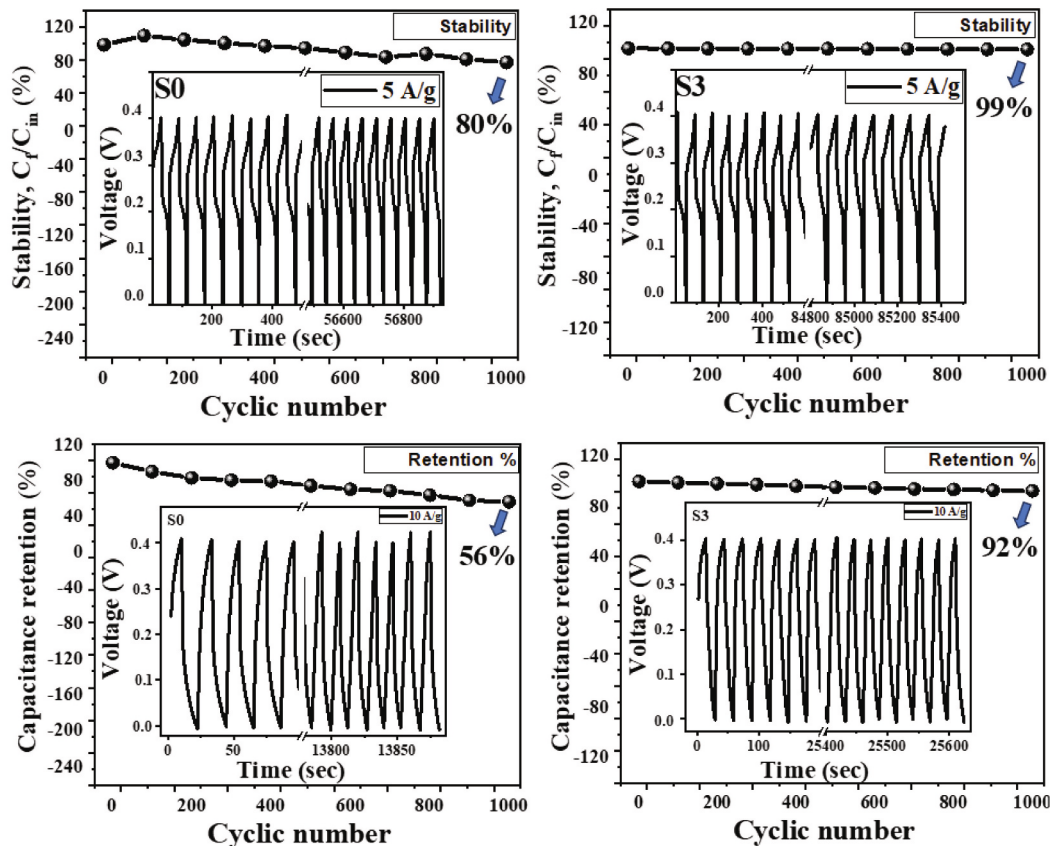 Stability
120
80
40
0
-40
-80
-120
-160
-200
-240
Stability, Cf/Cin (%)
S0
5 A/g
80%
0.4
0.3
0.2
0.1
0.0
Voltage (V)
200 400 56600 56800
Time (sec)
0 200 400 600 800 1000
Cyclic number
Stability
120
80
40
0
-40
-80
-120
Stability, Cf/Cin (%)
S3
5 A/g
99%
0.4
0.3
0.2
0.1
0.0
Voltage (V)
200 400 84800 85000 85200 85400
Time (sec)
0 200 400 600 800 1000
Cyclic number
Retention %
120
80
40
0
-40
-80
-120
-160
-200
-240
Capacitance retention (%)
S0
10 A/g
56%
0.4
0.3
0.2
0.1
0.0
Voltage (V)
0 50 13800 13850
Time (sec)
0 200 400 600 800 1000
Cyclic number
Retention %
120
80
40
0
-40
-80
-120
Capacitance retention (%)
S3
10 A/g
92%
0.4
0.3
0.2
0.1
0.0
Voltage (V)
0 100 25400 25500 25600
Time (sec)
0 200 400 600 800 1000
Cyclic number